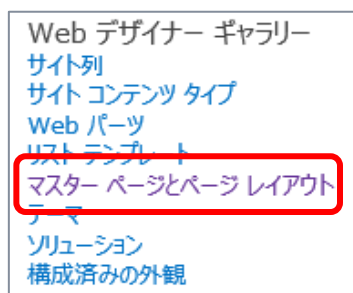 Web デザイナー ギャラリー
サイト列
サイト コンテンツ タイプ
Web パーツ
リスト テンプレート
マスター ページとページ レイアウト
テーマ
ソリューション
構成済みの外観